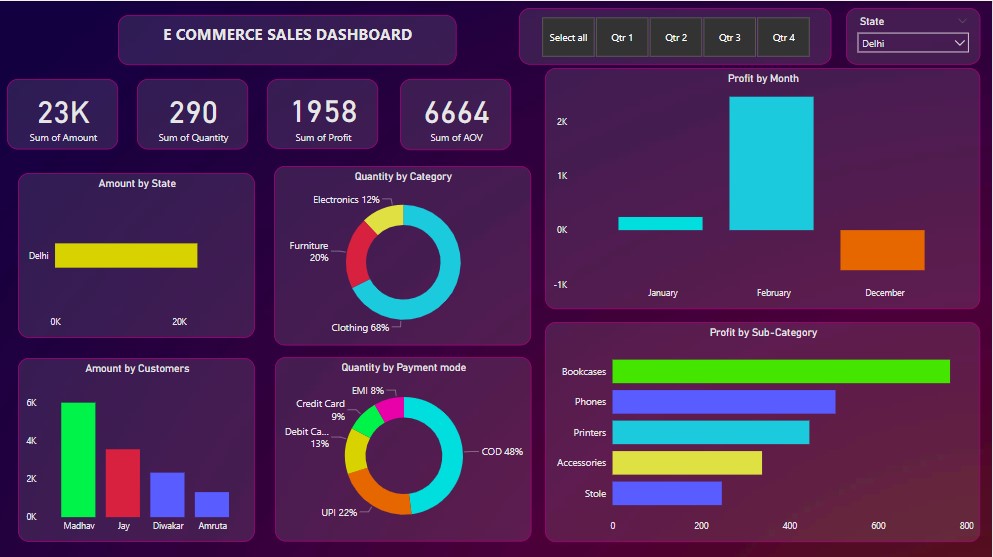 E COMMERCE SALES DASHBOARD
Select all
Qtr 1
Qtr 2
Qtr 3
Qtr 4
State
Delhi
23K
Sum of Amount
290
Sum of Quantity
1958
Sum of Profit
6664
Sum of AOV
Profit by Month
2K
1K
0K
-1K
January
February
December
Amount by State
Delhi
0K
20K
Quantity by Category
Electronics 12%
Furniture
20%
Clothing 68%
Amount by Customers
6K
4K
2K
0K
Madhav
Jay
Diwakar
Amruta
Quantity by Payment mode
EMI 8%
Credit Card
9%
Debit Ca...
13%
COD 48%
UPI 22%
Profit by Sub-Category
Bookcases
Phones
Printers
Accessories
Stole
0
200
400
600
800